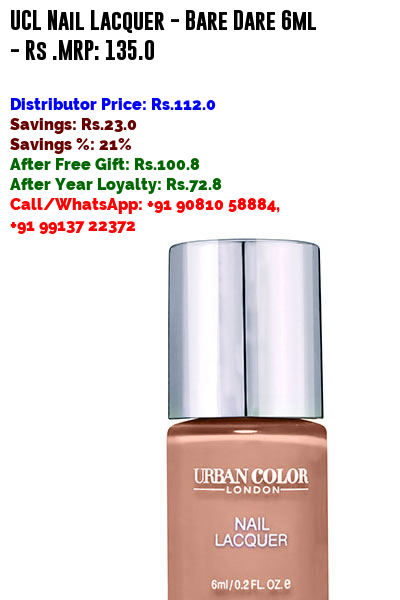 UCL Nail Lacquer - Bare Dare 6ml
- Rs .MRP: 135.0
Distributor Price: Rs.112.0
Savings: Rs.23.0
Savings %: 21%
After Free Gift: Rs.100.8
After Year Loyalty: Rs.72.8
Call/WhatsApp: +91 90810 58884,
+91 99137 22372
URBAN COLOR
LONDON
NAIL
LACQUER
6ml/0.2 FL. OZ. e